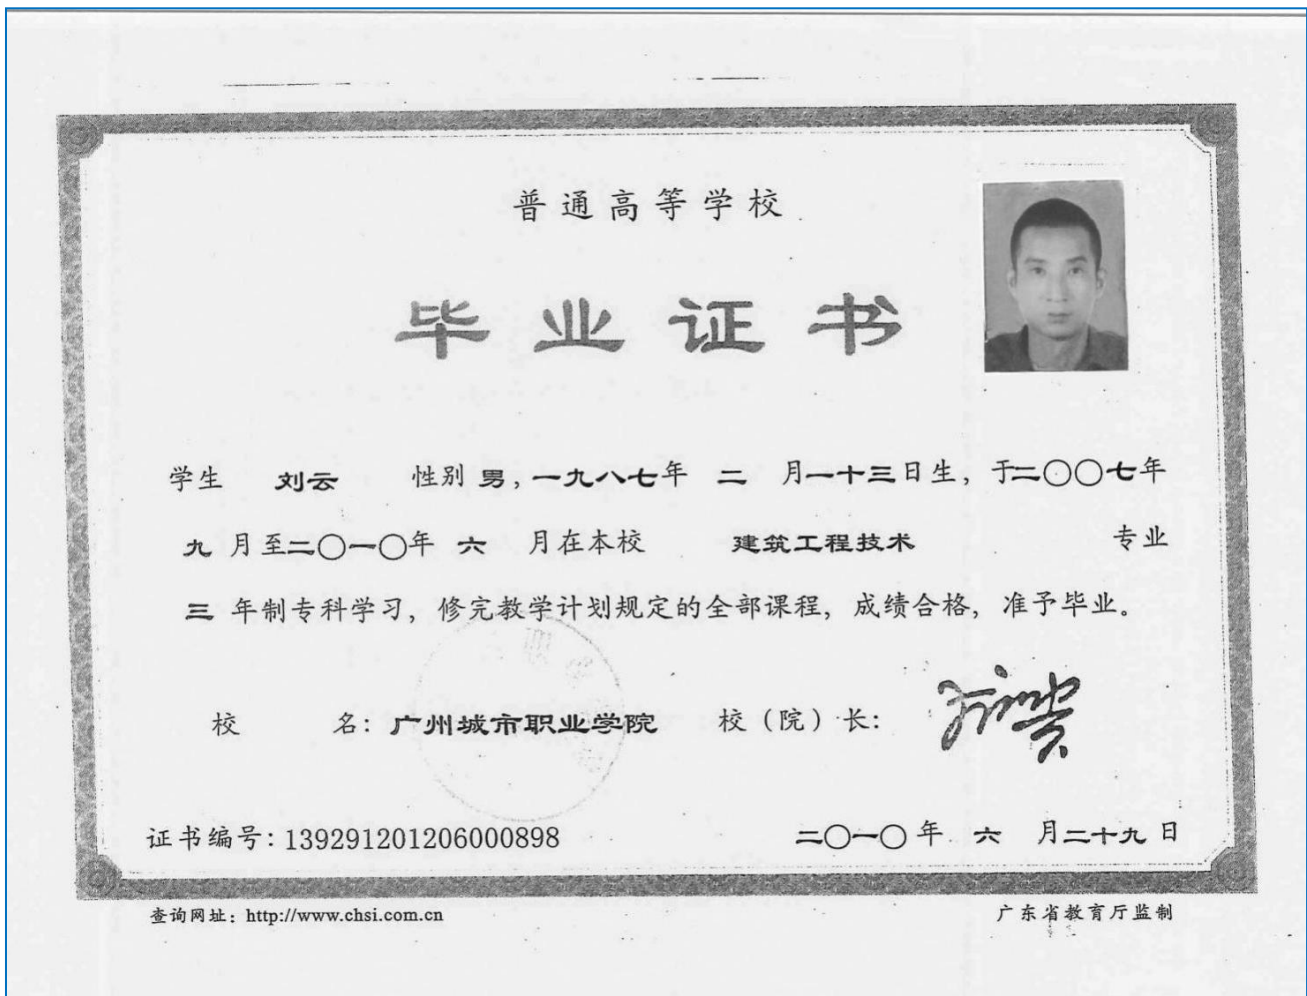 普通高等学校
毕业证书
学生 刘云 性别 男，一九八七年 二 月一十三日生，于二〇〇七年
九 月至二〇一〇年 六 月在本校 建筑工程技术 专业
三 年制专科学习，修完教学计划规定的全部课程，成绩合格，准予毕业。
校 名：广州城市职业学院 校（院）长：
证书编号：139291201206000898 二〇一〇年 六 月二十九日
查询网址：http://www.chsi.com.cn 广东省教育厅监制